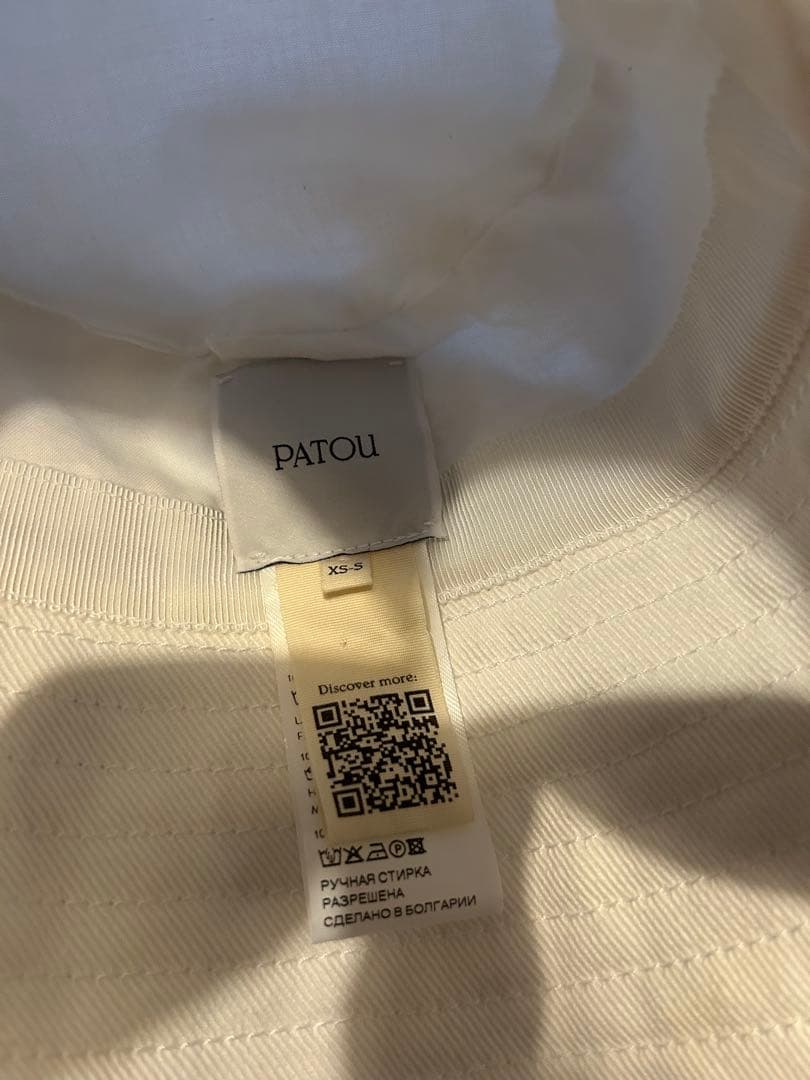 PATOU
XS-S
Discover more:
РУЧНАЯ СТИРКА
РАЗРЕШЕНА
СДЕЛАНО В БОЛГАРИИ